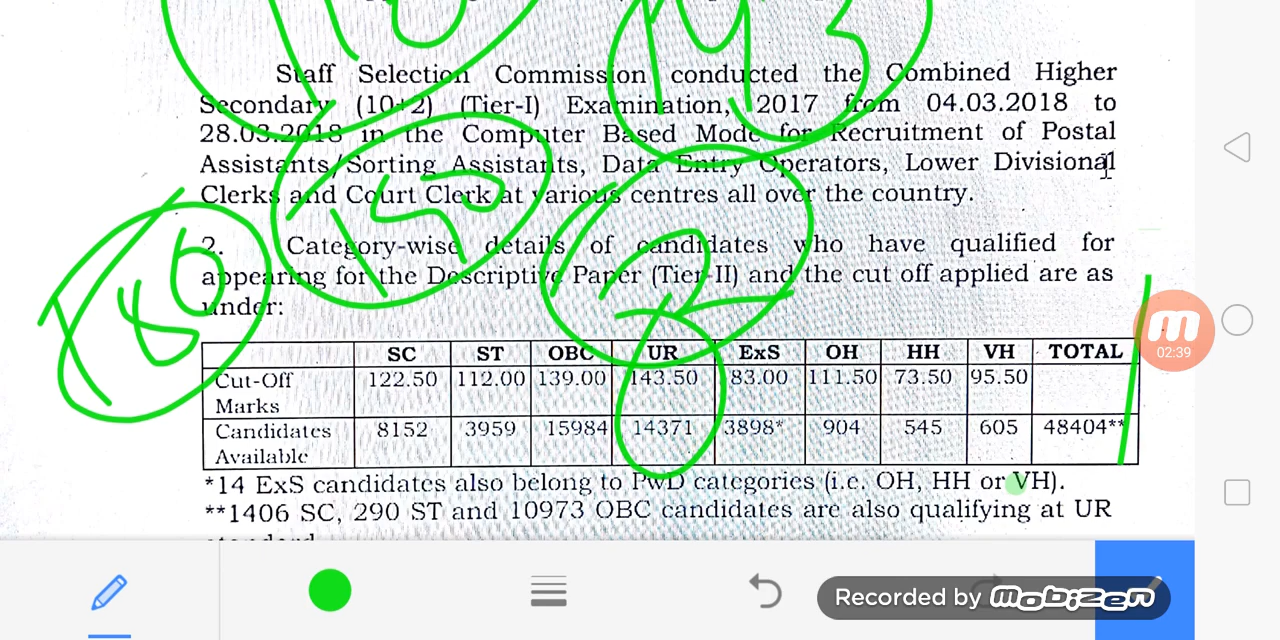 143
Staff Selection Commission conducted the Combined Higher
Secondary (10+2) (Tier-I) Examination, 2017 from 04.03.2018 to
28.03.2018 in the Computer Based Mode for Recruitment of Postal
Assistants/Sorting Assistants, Data Entry Operators, Lower Divisional
Clerks and Court Clerk at various centres all over the country.
150
2. Category-wise details of candidates who have qualified for
appearing for the Descriptive Paper (Tier-II) and the cut off applied are as
under:
SC ST OBC UR ExS OH HH VH TOTAL
Cut-Off Marks 122.50 112.00 139.00 143.50 83.00 111.50 73.50 95.50
Candidates Available 8152 3959 15984 14371 3898* 904 545 605 48404**
*14 ExS candidates also belong to PwD categories (i.e. OH, HH or VH).
**1406 SC, 290 ST and 10973 OBC candidates are also qualifying at UR
02:39
Recorded by mobizen